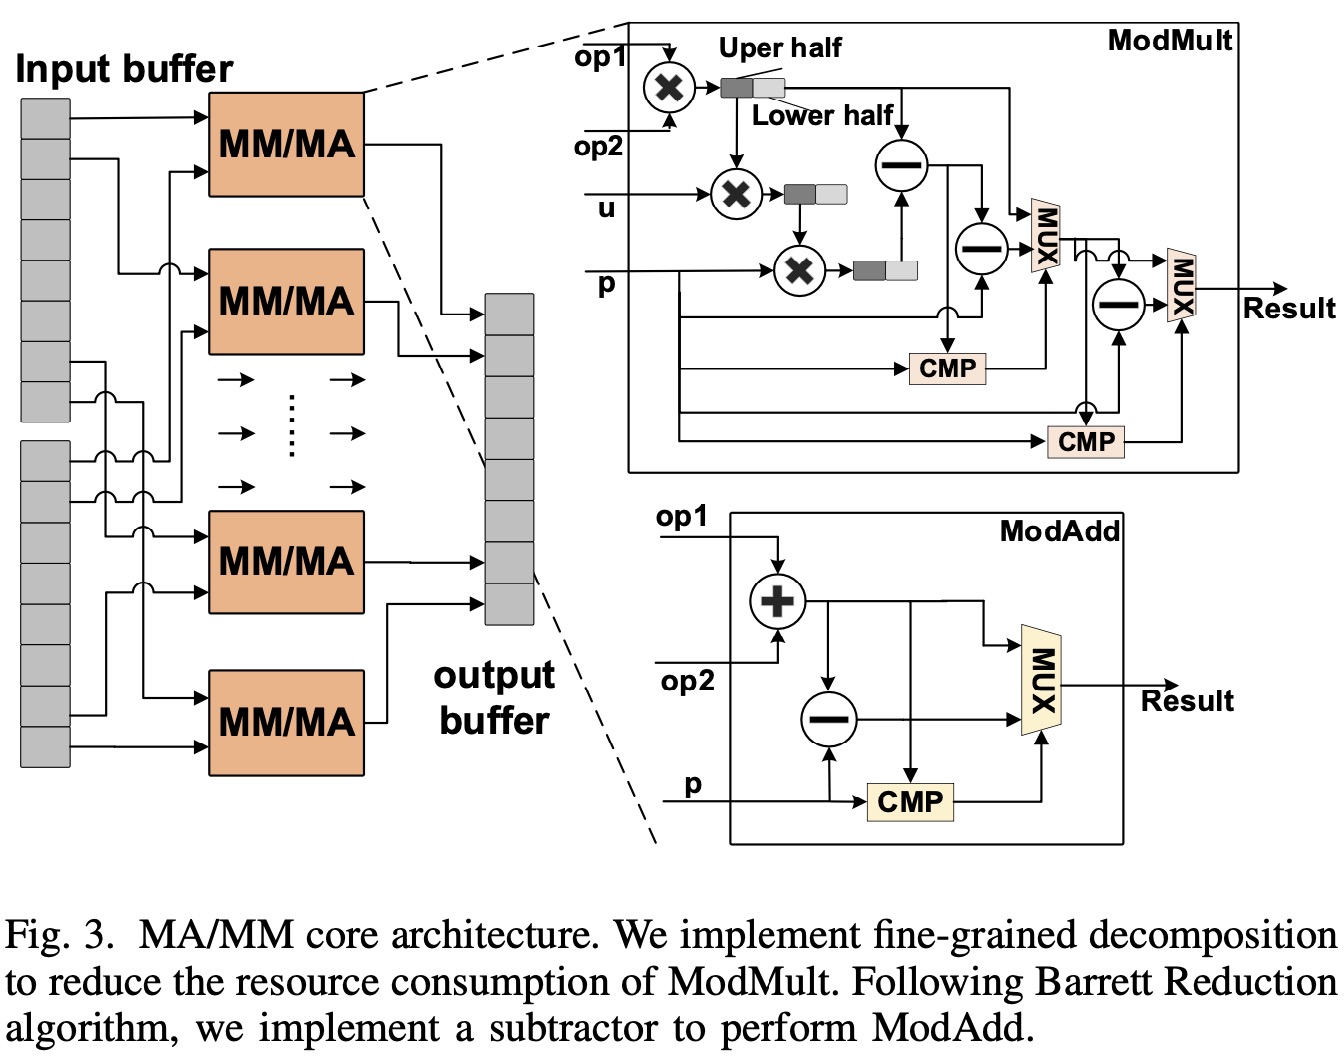 Input buffer
MM/MA
MM/MA
MM/MA
MM/MA
output
buffer
ModMult
op1
Uper half
Lower half
op2
u
p
MUX
MUX
CMP
CMP
Result
ModAdd
op1
op2
p
MUX
CMP
Result
Fig. 3. MA/MM core architecture. We implement fine-grained decomposition
to reduce the resource consumption of ModMult. Following Barrett Reduction
algorithm, we implement a subtractor to perform ModAdd.